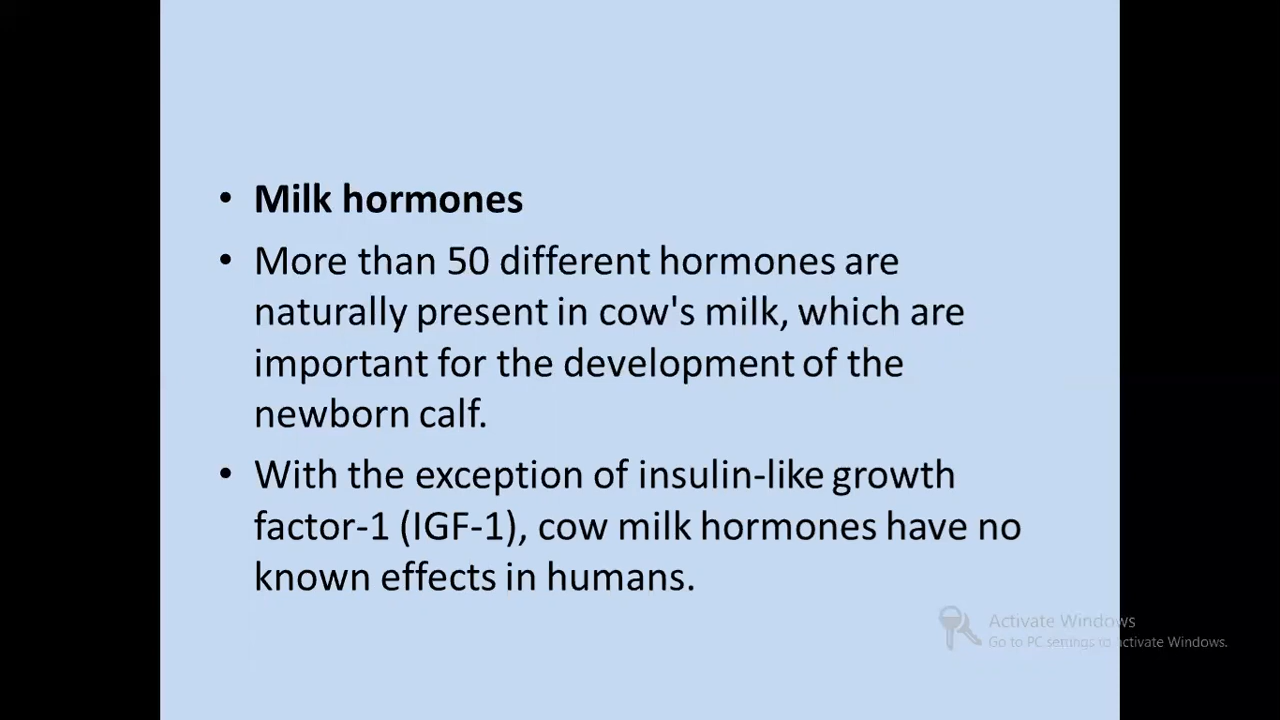 • Milk hormones
• More than 50 different hormones are
naturally present in cow's milk, which are
important for the development of the
newborn calf.
• With the exception of insulin-like growth
factor-1 (IGF-1), cow milk hormones have no
known effects in humans.
Activate Windows
Go to PC settings to activate Windows.